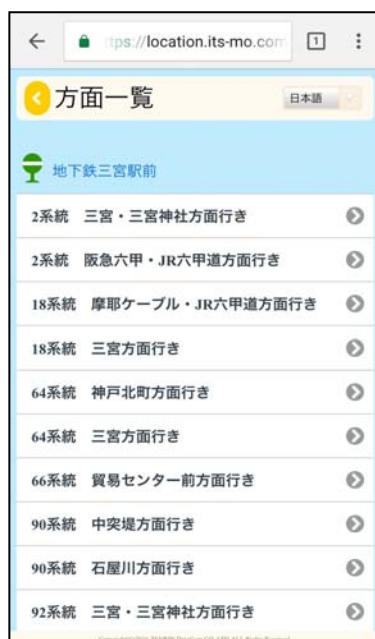 tps://location.its-mo.com
1
方面一覧
日本語
地下鉄三宮駅前
2系統 三宮・三宮神社方面行き
2系統 阪急六甲・JR六甲道方面行き
18系統 摩耶ケーブル・JR六甲道方面行き
18系統 三宮方面行き
64系統 神戸北町方面行き
64系統 三宮方面行き
66系統 貿易センター前方面行き
90系統 中突堤方面行き
90系統 石屋川方面行き
92系統 三宮・三宮神社方面行き